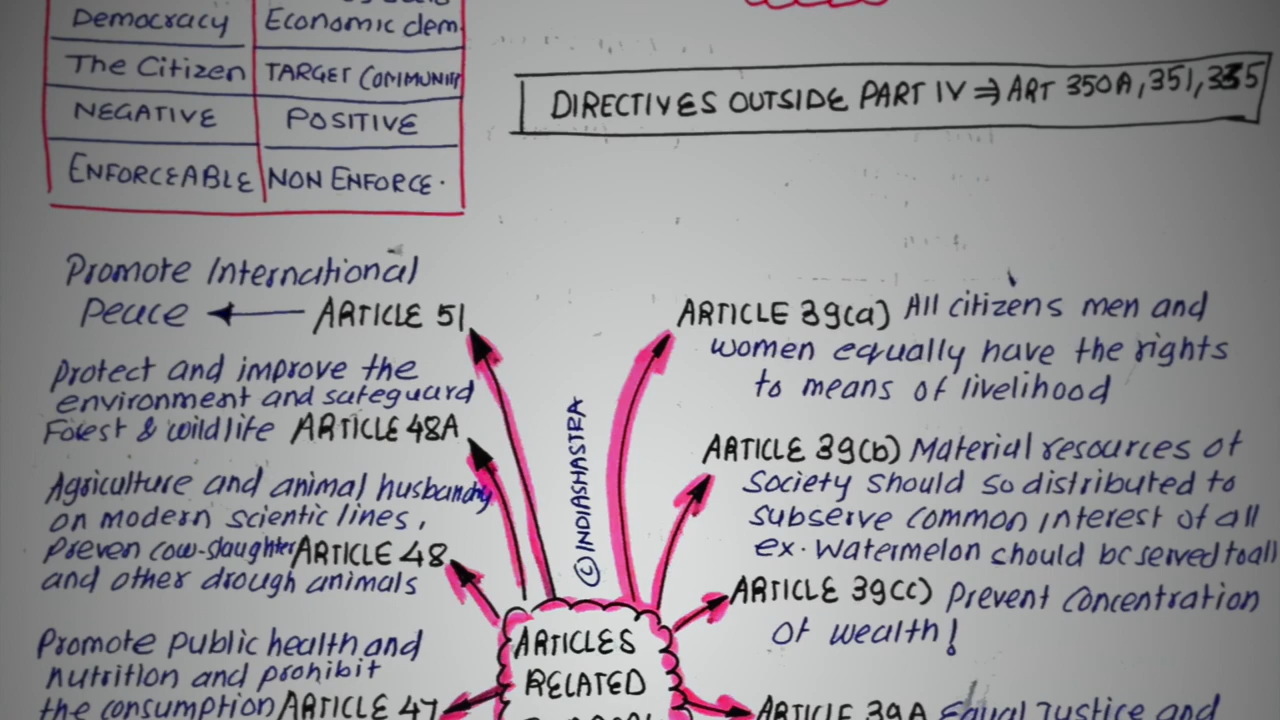 Democracy Economic dem.
The Citizen TARGET COMMUNITY
NEGATIVE POSITIVE
ENFORCEABLE NON ENFORCE.
DIRECTIVES OUTSIDE PART IV ⇒ ART 350A, 351, 335
Promote International
Peace ← ARTICLE 51
Protect and improve the
environment and safeguard
Forest & wildlife ARTICLE 48A
Agriculture and animal husbandry
on modern scientic lines,
Preven cow-slaughter ARTICLE 48
and other drough animals
Promote public health and
nutrition and prohibit
the consumption ARTICLE 47
© INDIASHASTRA
ARTICLE 39(a) All citizens men and
women equally have the rights
to means of livelihood
ARTICLE 39(b) Material resources of
Society should so distributed to
subserve common interest of all
ex. Watermelon should be served to all
ARTICLE 39(c) Prevent Concentration
of wealth!
ARTICLE 39A Equal Justice and
ARTICLES
RELATED